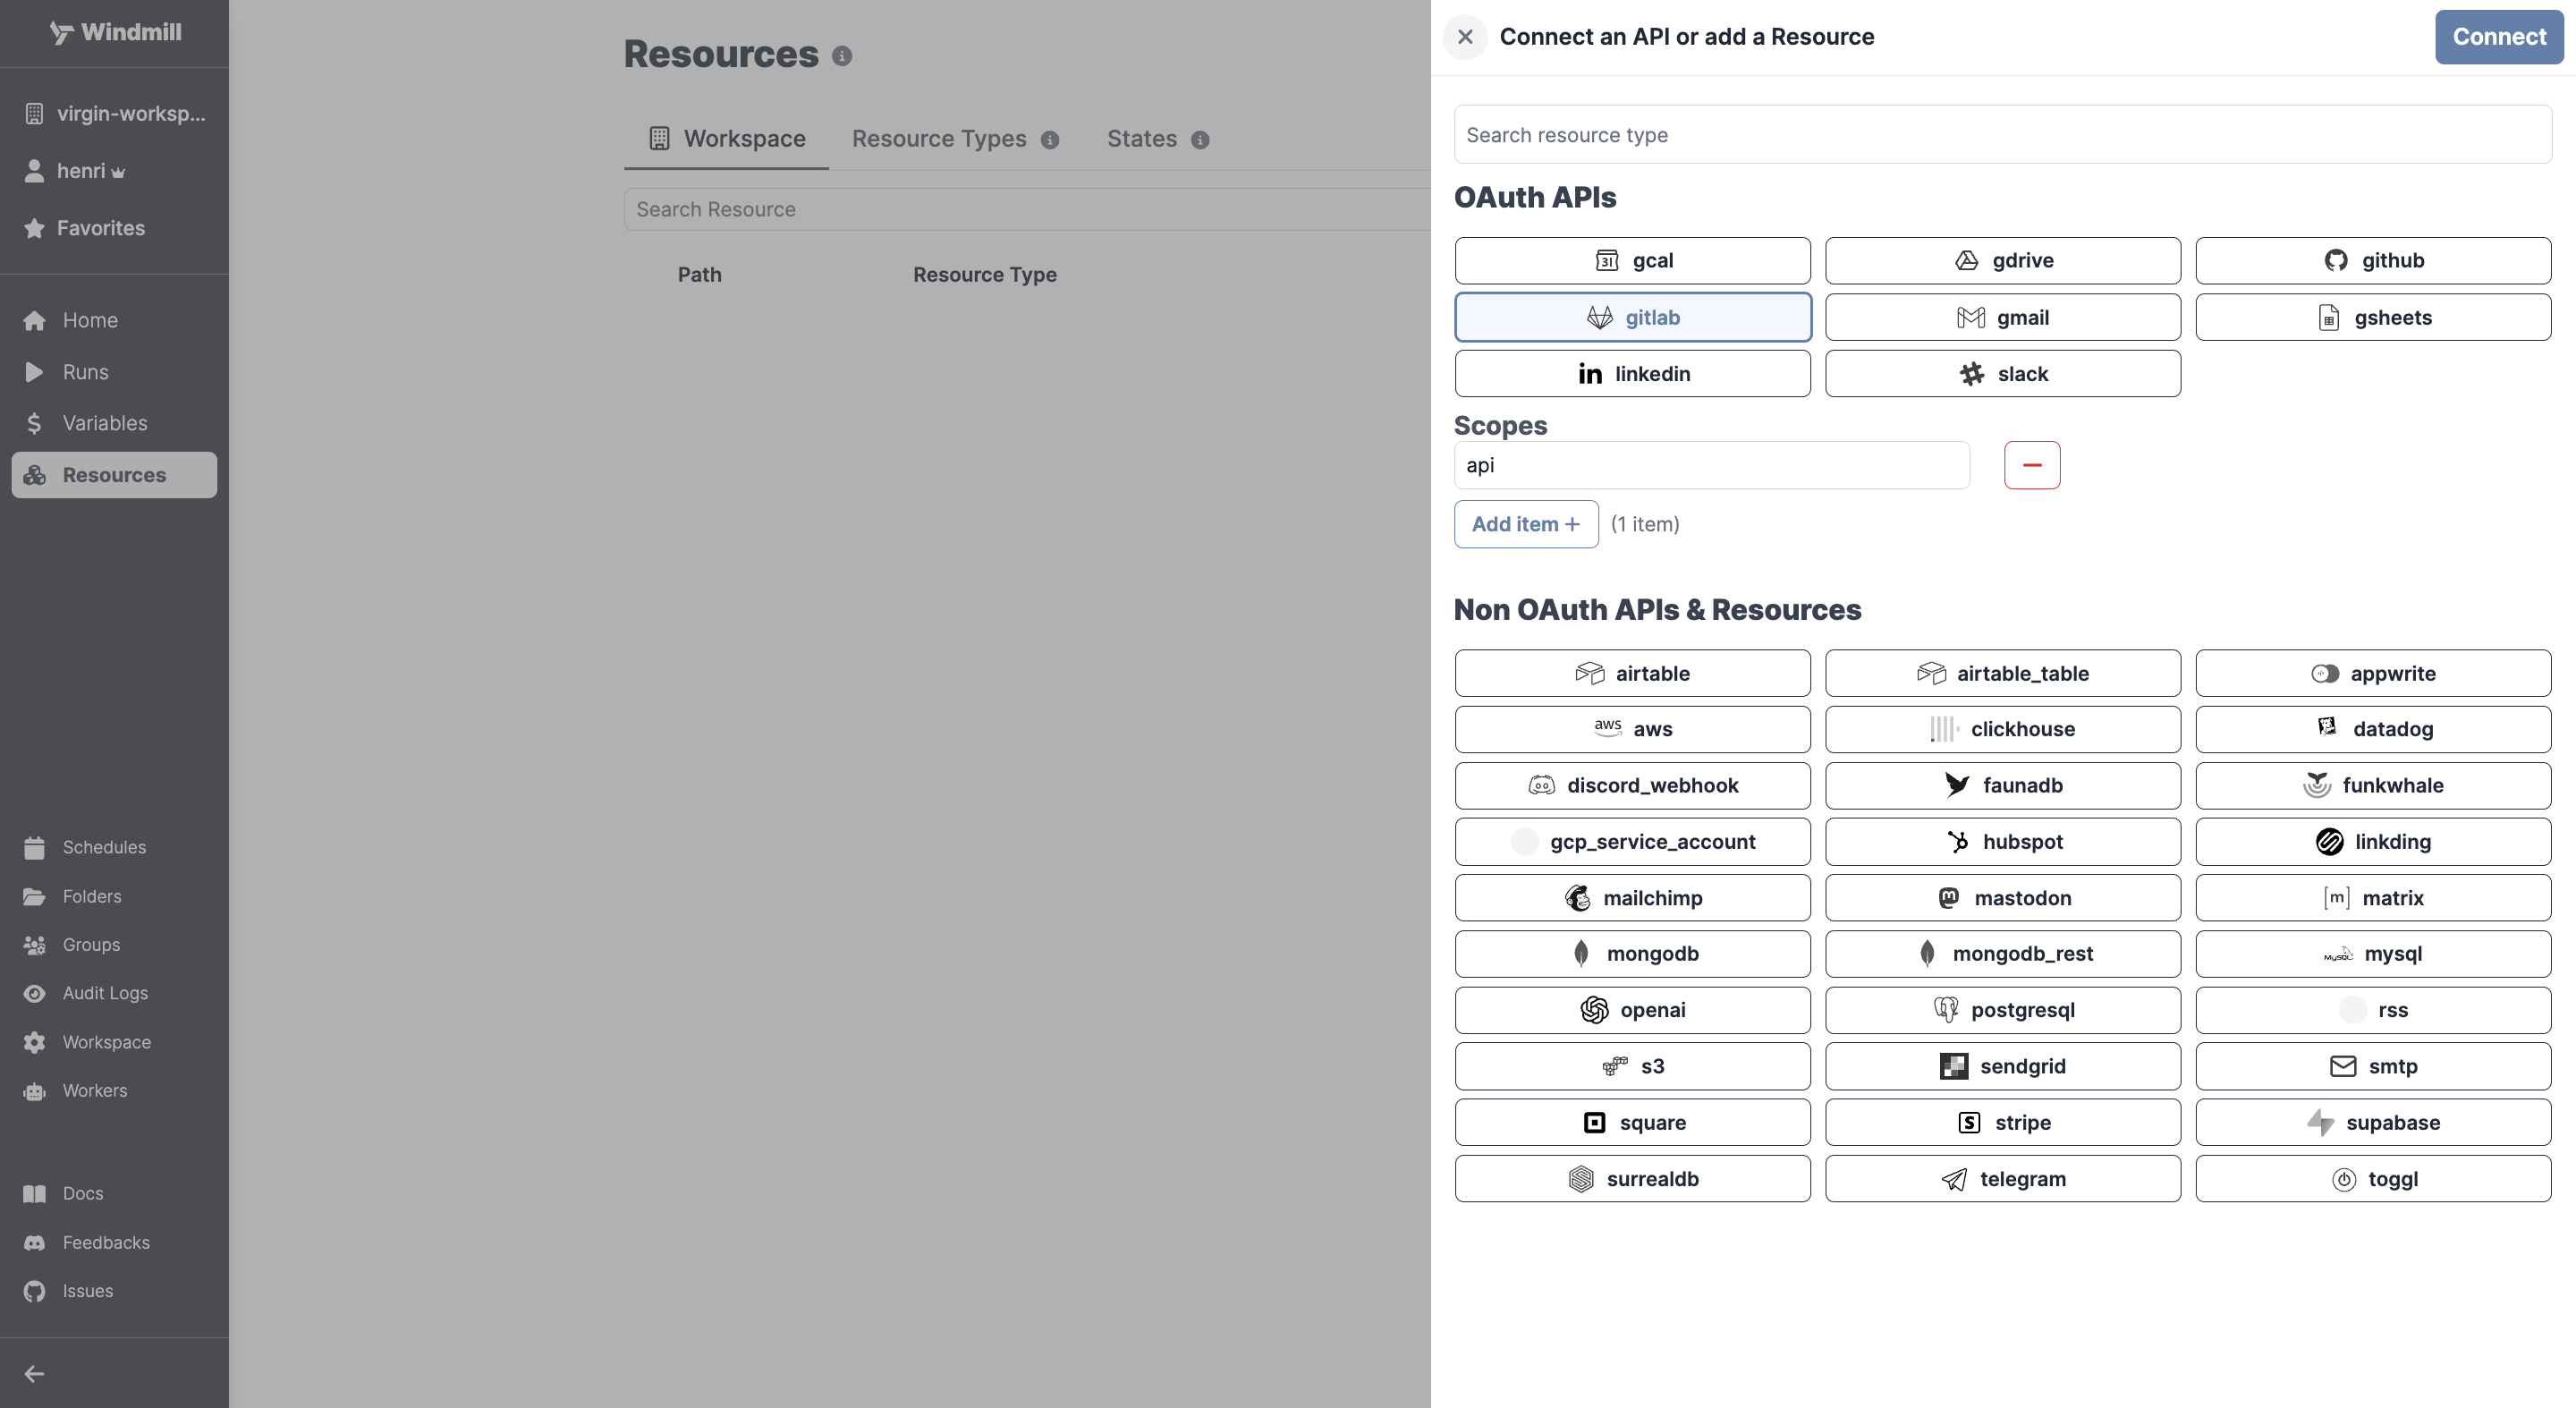 Windmill
virgin-worksp...
henri
Favorites
Home
Runs
Variables
Resources
Schedules
Folders
Groups
Audit Logs
Workspace
Workers
Docs
Feedbacks
Issues
Resources
Workspace Resource Types States
Search Resource
Path Resource Type
Connect an API or add a Resource Connect
Search resource type
OAuth APIs
gcal gdrive github
gitlab gmail gsheets
linkedin slack
Scopes
api
Add item + (1 item)
Non OAuth APIs & Resources
airtable airtable_table appwrite
aws aws clickhouse datadog
discord_webhook faunadb funkwhale
gcp_service_account hubspot linkding
mailchimp mastodon [m] matrix
mongodb mongodb_rest MySQL mysql
openai postgresql rss
s3 sendgrid smtp
square stripe supabase
surrealdb telegram toggl